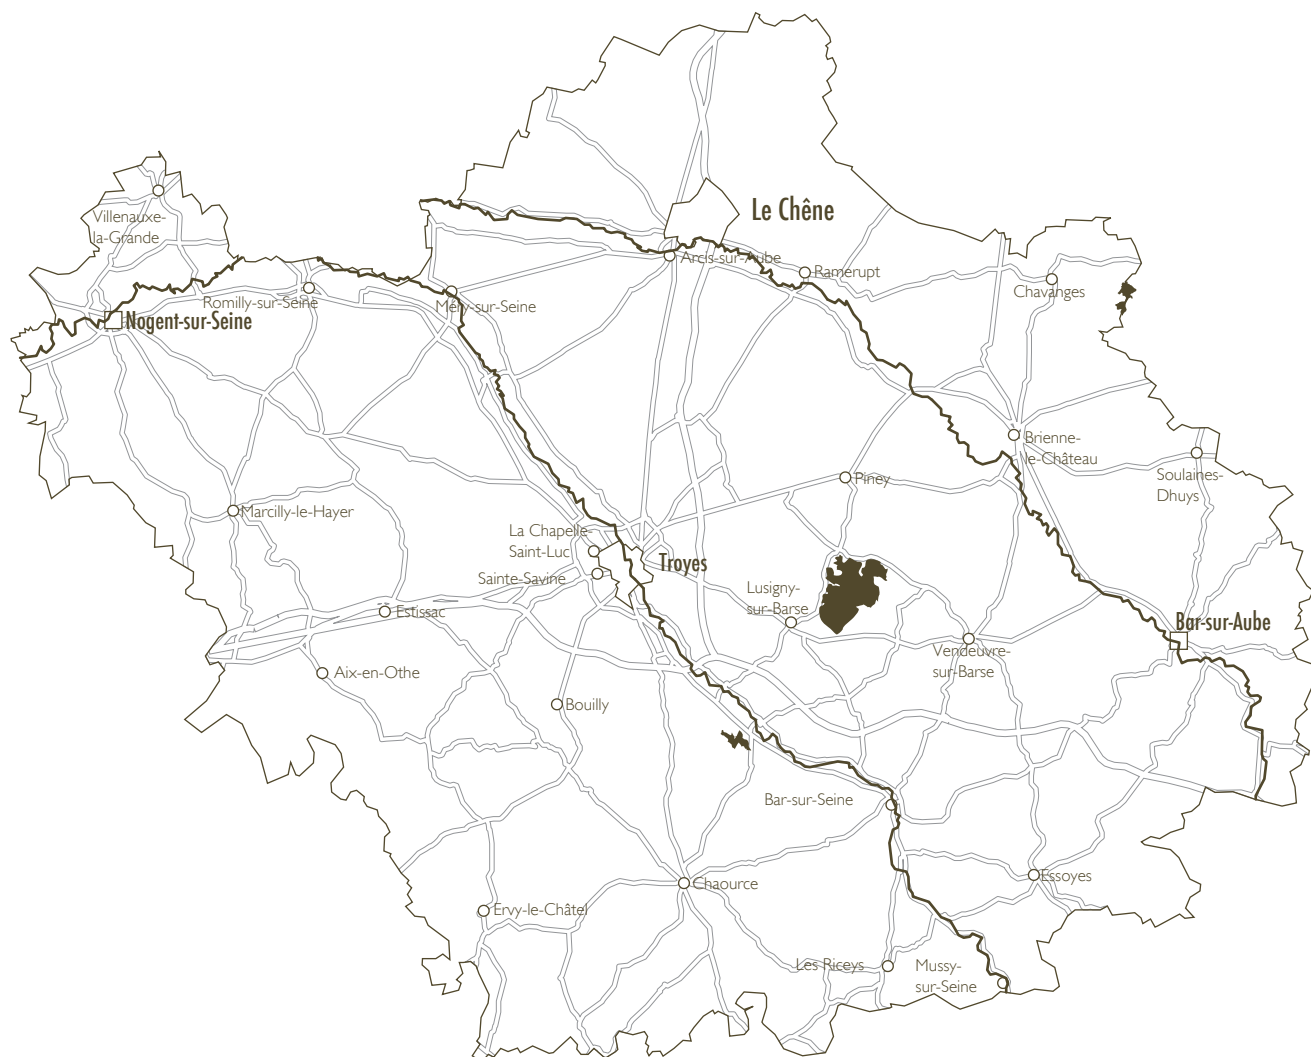 Villenauxe-
la-Grande
Le Chêne
Arcis-sur-Aube
Ramerupt
Chavanges
Romilly-sur-Seine
Méry-sur-Seine
Nogent-sur-Seine
Brienne-
le-Château
Soulaines-
Dhuys
Piney
Marcilly-le-Hayer
La Chapelle-
Saint-Luc
Troyes
Sainte-Savine
Lusigny-
sur-Barse
Estissac
Bar-sur-Aube
Vendeuvre-
sur-Barse
Aix-en-Othe
Bouilly
Bar-sur-Seine
Essoyes
Chaource
Ervy-le-Châtel
Les Riceys
Mussy-
sur-Seine